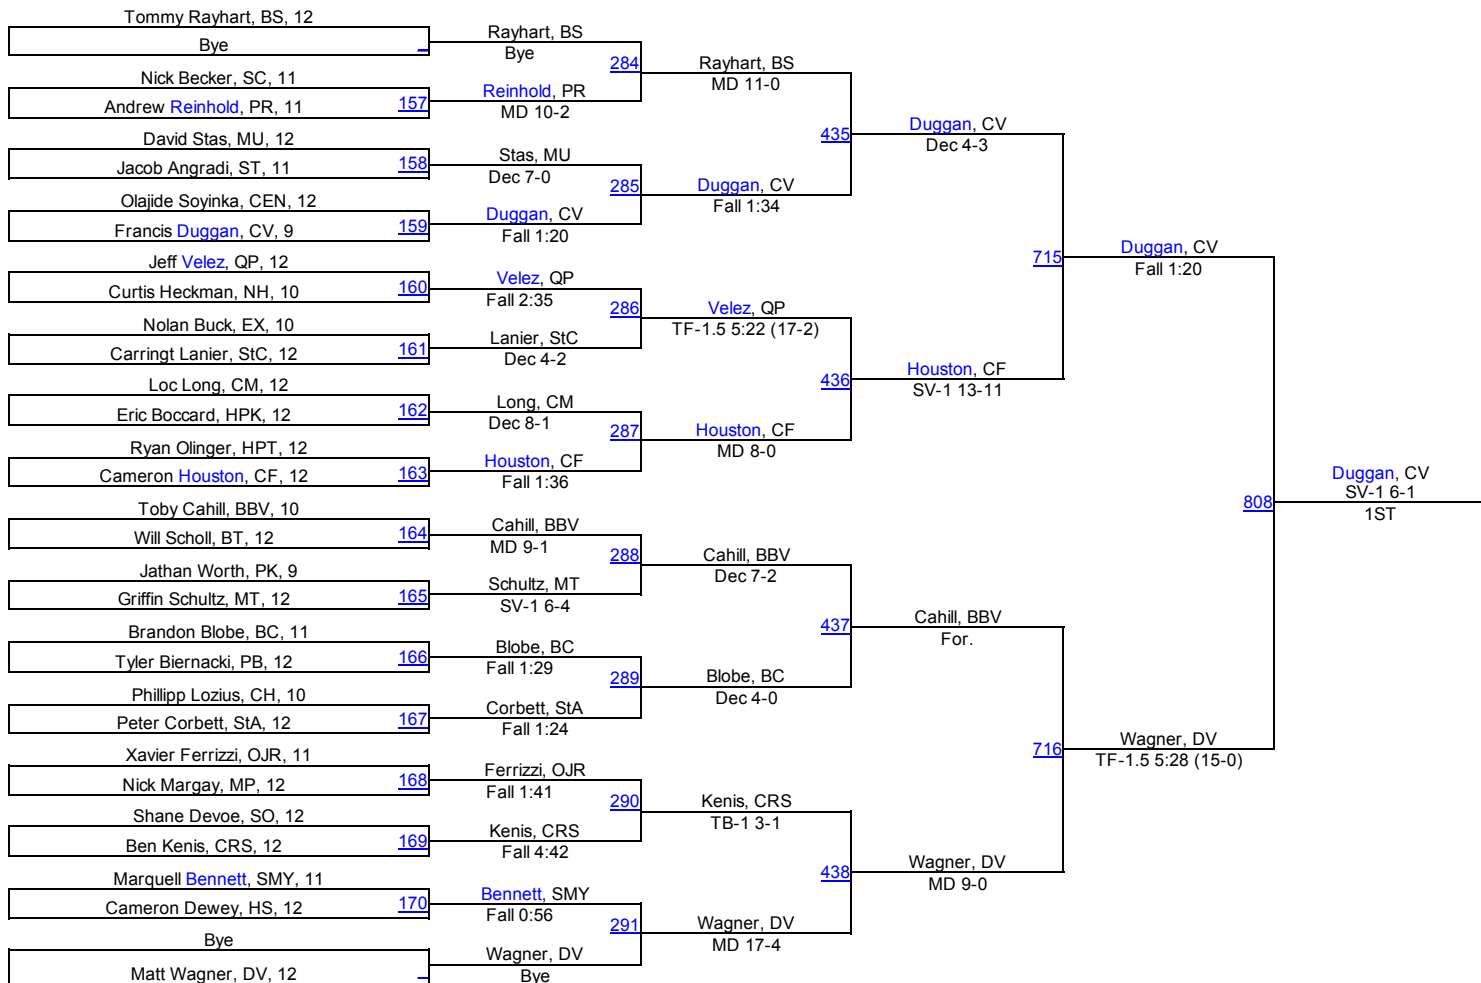 Tommy Rayhart, BS, 12
Bye
Nick Becker, SC, 11
Andrew Reinhold, PR, 11
157
David Stas, MU, 12
Jacob Angradi, ST, 11
158
Olajide Soyinka, CEN, 12
Francis Duggan, CV, 9
159
Jeff Velez, QP, 12
Curtis Heckman, NH, 10
160
Nolan Buck, EX, 10
Carringt Lanier, StC, 12
161
Loc Long, CM, 12
Eric Boccard, HPK, 12
162
Ryan Olinger, HPT, 12
Cameron Houston, CF, 12
163
Toby Cahill, BBV, 10
Will Scholl, BT, 12
164
Jathan Worth, PK, 9
Griffin Schultz, MT, 12
165
Brandon Blobe, BC, 11
Tyler Biernacki, PB, 12
166
Phillipp Lozius, CH, 10
Peter Corbett, StA, 12
167
Xavier Ferrizzi, OJR, 11
Nick Margay, MP, 12
168
Shane Devoe, SO, 12
Ben Kenis, CRS, 12
169
Marquell Bennett, SMY, 11
Cameron Dewey, HS, 12
170
Bye
Matt Wagner, DV, 12
Rayhart, BS
Bye
284
Reinhold, PR
MD 10-2
Stas, MU
Dec 7-0
285
Duggan, CV
Fall 1:20
Velez, QP
Fall 2:35
286
Lanier, StC
Dec 4-2
Long, CM
Dec 8-1
287
Houston, CF
Fall 1:36
Cahill, BBV
MD 9-1
288
Schultz, MT
SV-1 6-4
Blobe, BC
Fall 1:29
289
Corbett, StA
Fall 1:24
Ferrizzi, OJR
Fall 1:41
290
Kenis, CRS
Fall 4:42
Bennett, SMY
Fall 0:56
291
Wagner, DV
Bye
Rayhart, BS
MD 11-0
435
Duggan, CV
Fall 1:34
Velez, QP
TF-1.5 5:22 (17-2)
436
Houston, CF
MD 8-0
Cahill, BBV
Dec 7-2
437
Blobe, BC
Dec 4-0
Kenis, CRS
TB-1 3-1
438
Wagner, DV
MD 17-4
Duggan, CV
Dec 4-3
715
Houston, CF
SV-1 13-11
Cahill, BBV
For.
716
Wagner, DV
MD 9-0
Duggan, CV
Fall 1:20
808
Wagner, DV
TF-1.5 5:28 (15-0)
Duggan, CV
SV-1 6-1
1ST